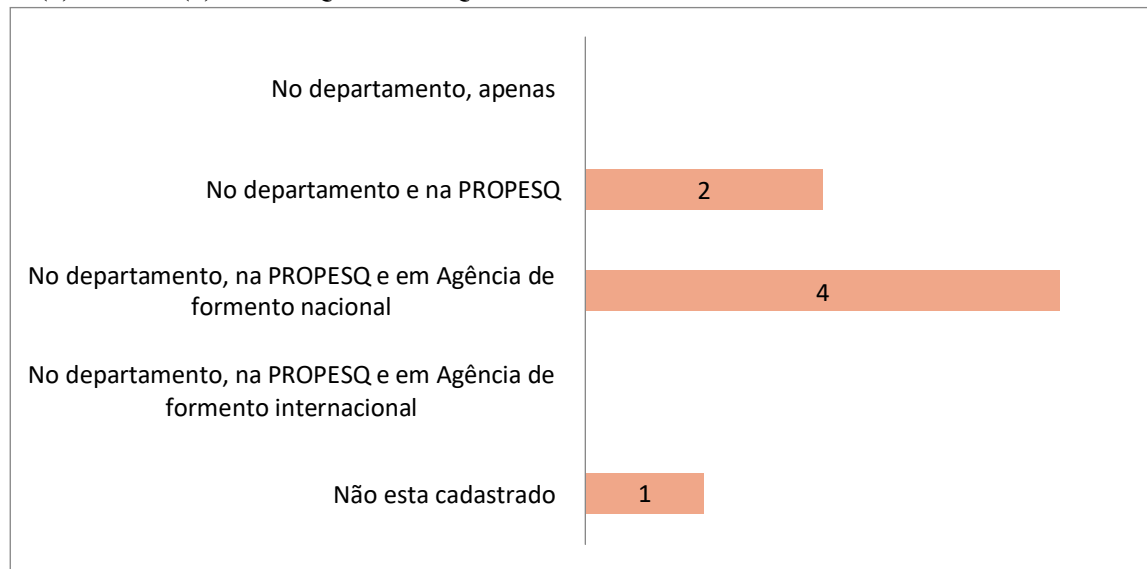 No departamento, apenas
No departamento e na PROPESQ
2
No departamento, na PROPESQ e em Agência de
formento nacional
4
No departamento, na PROPESQ e em Agência de
formento internacional
Não esta cadastrado
1